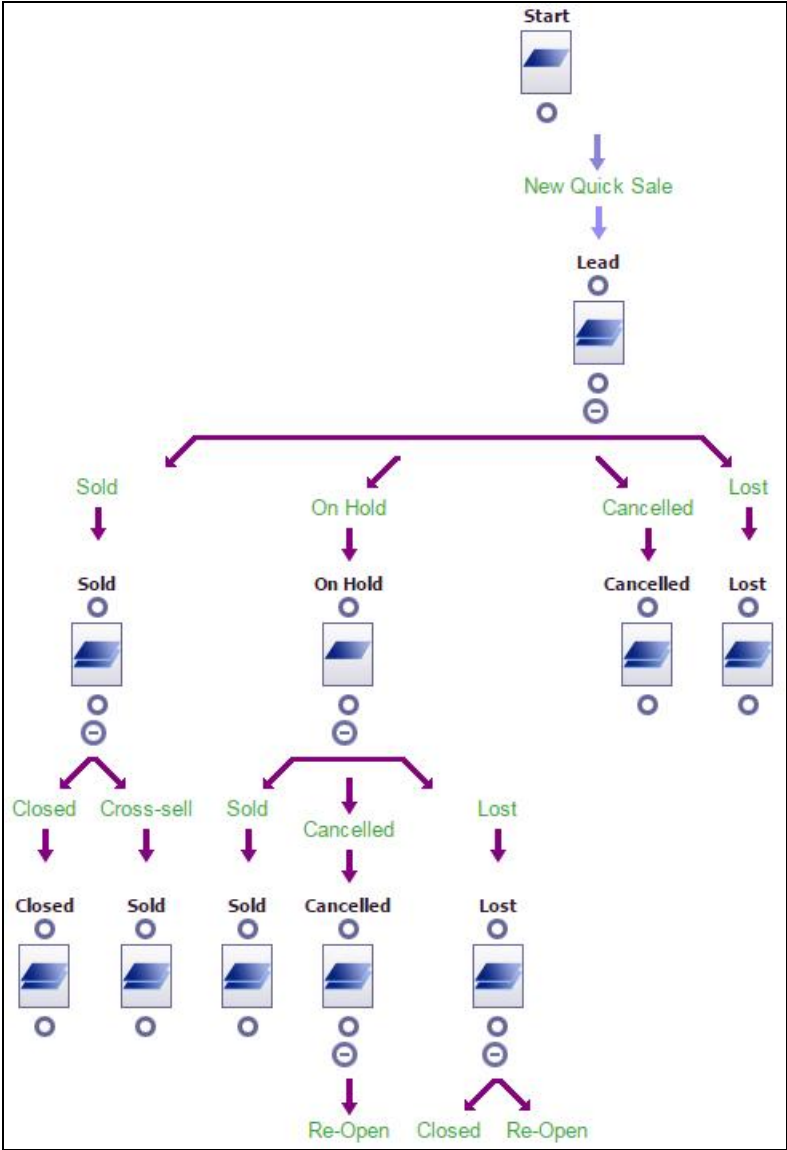 Start
New Quick Sale
Lead
Sold
On Hold
Cancelled
Lost
Sold
On Hold
Cancelled
Lost
Closed
Cross-sell
Sold
Cancelled
Lost
Closed
Sold
Sold
Cancelled
Lost
Re-Open
Closed
Re-Open